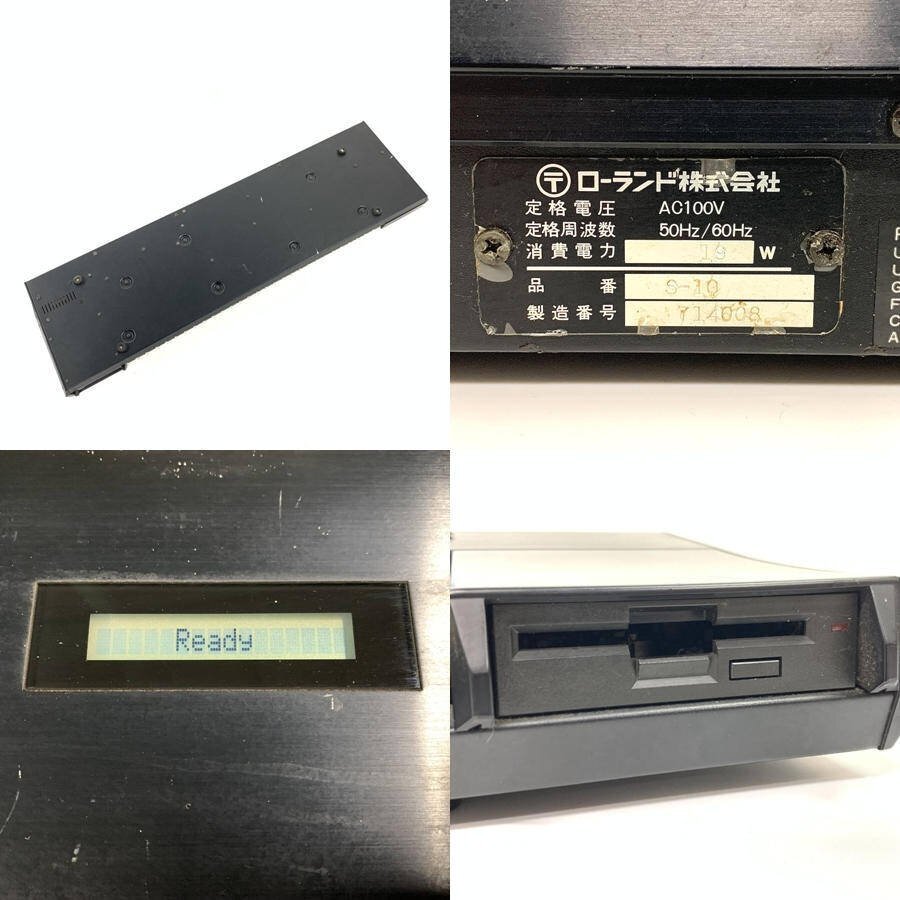 〒 ローランド株式会社
定格電圧 AC100V
定格周波数 50Hz/60Hz
消費電力 19 W
品番 S-10
製造番号 714008
P
U
U
G
F
C
A
Ready